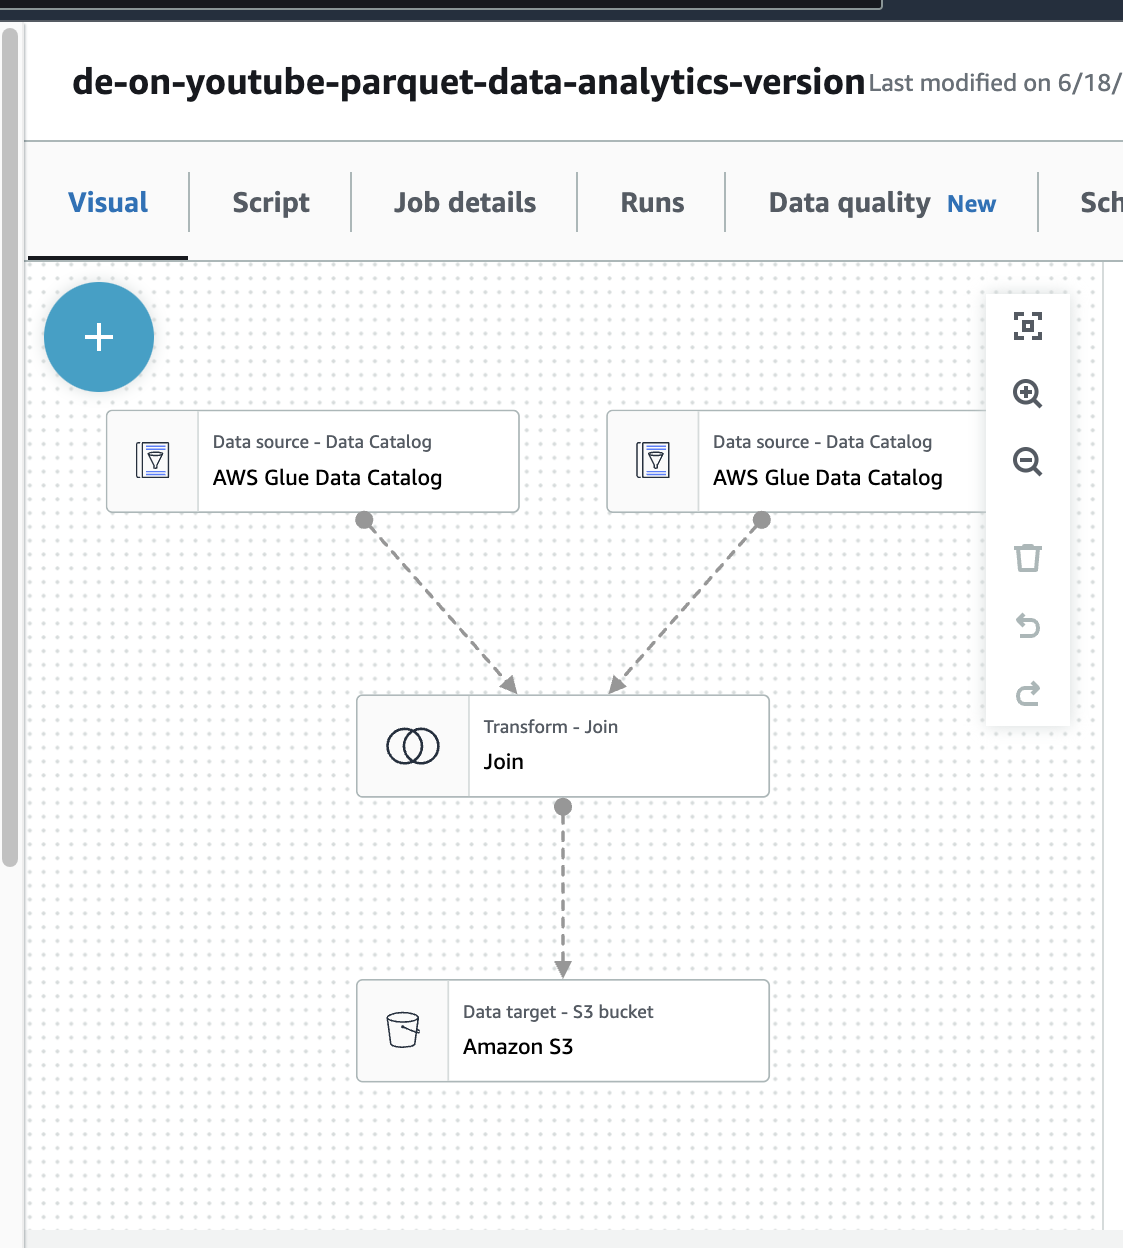 de-on-youtube-parquet-data-analytics-version Last modified on 6/18/
Visual Script Job details Runs Data quality New Sch
Data source - Data Catalog
AWS Glue Data Catalog
Data source - Data Catalog
AWS Glue Data Catalog
Transform - Join
Join
Data target - S3 bucket
Amazon S3